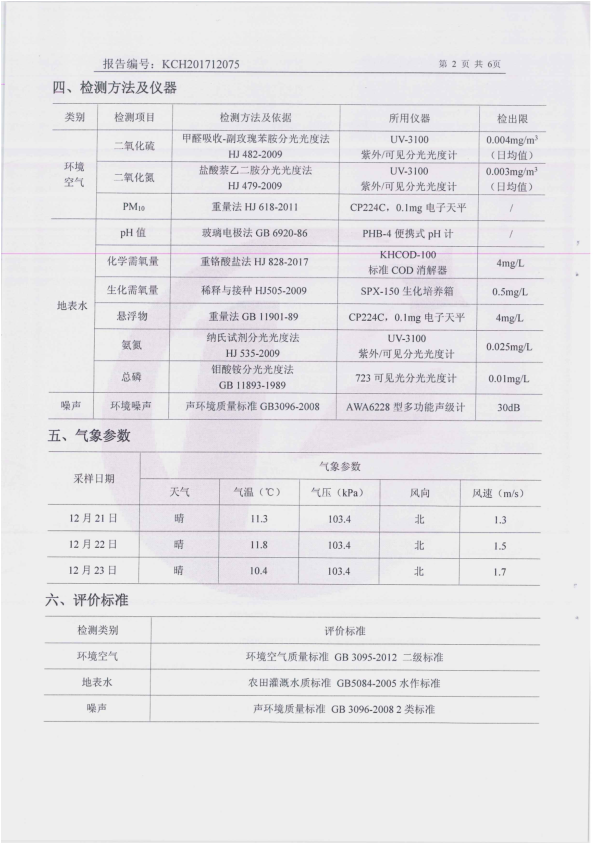 报告编号：KCH201712075
第 2 页 共 6页
四、检测方法及仪器
类别 检测项目 检测方法及依据 所用仪器 检出限
环境空气 二氧化硫 甲醛吸收-副玫瑰苯胺分光光度法 HJ 482-2009 UV-3100 紫外/可见分光光度计 0.004mg/m³（日均值）
二氧化氮 盐酸萘乙二胺分光光度法 HJ 479-2009 UV-3100 紫外/可见分光光度计 0.003mg/m³（日均值）
PM₁₀ 重量法 HJ 618-2011 CP224C，0.1mg 电子天平 /
地表水 pH 值 玻璃电极法 GB 6920-86 PHB-4 便携式 pH 计 /
化学需氧量 重铬酸盐法 HJ 828-2017 KHCOD-100 标准 COD 消解器 4mg/L
生化需氧量 稀释与接种 HJ505-2009 SPX-150 生化培养箱 0.5mg/L
悬浮物 重量法 GB 11901-89 CP224C，0.1mg 电子天平 4mg/L
氨氮 纳氏试剂分光光度法 HJ 535-2009 UV-3100 紫外/可见分光光度计 0.025mg/L
总磷 钼酸铵分光光度法 GB 11893-1989 723 可见光分光光度计 0.01mg/L
噪声 环境噪声 声环境质量标准 GB3096-2008 AWA6228 型多功能声级计 30dB
五、气象参数
采样日期 气象参数
天气 气温（℃） 气压（kPa） 风向 风速（m/s）
12 月 21 日 晴 11.3 103.4 北 1.3
12 月 22 日 晴 11.8 103.4 北 1.5
12 月 23 日 晴 10.4 103.4 北 1.7
六、评价标准
检测类别 评价标准
环境空气 环境空气质量标准 GB 3095-2012 二级标准
地表水 农田灌溉水质标准 GB5084-2005 水作标准
噪声 声环境质量标准 GB 3096-2008 2 类标准